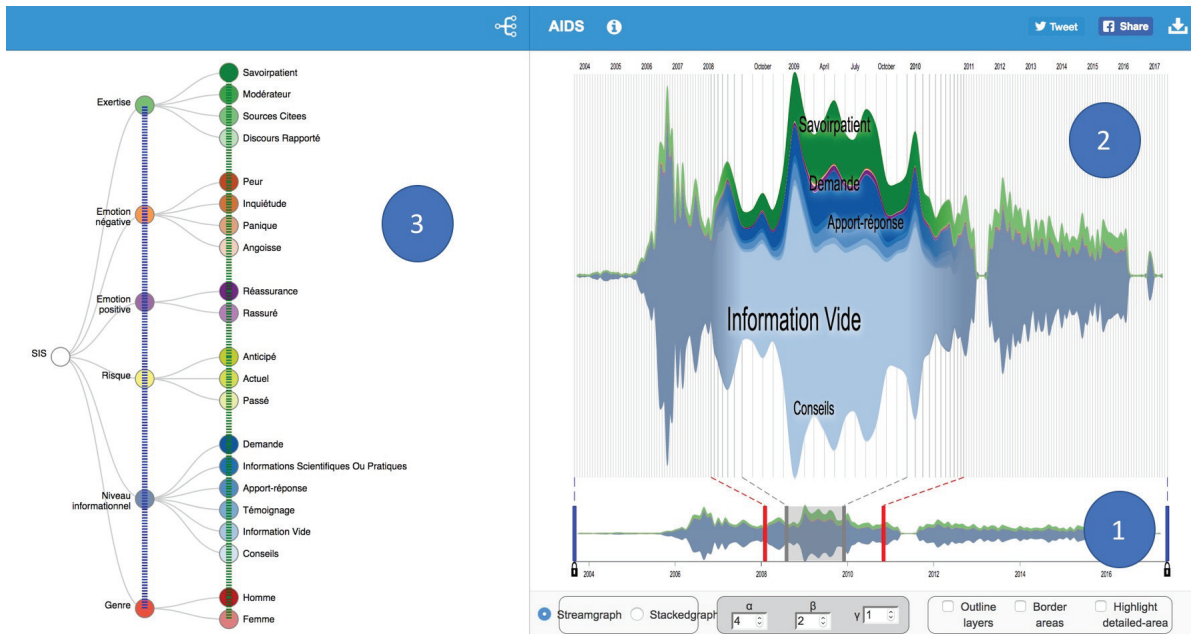 AIDS
Tweet
Share
SIS
Exertise
Savoirpatient
Modérateur
Sources Citees
Discours Rapporté
Emotion
négative
Peur
Inquiétude
Panique
Angoisse
Emotion
positive
Réassurance
Rassuré
Risque
Anticipé
Actuel
Passé
Niveau
informationnel
Demande
Informations Scientifiques Ou Pratiques
Apport-réponse
Témoignage
Information Vide
Conseils
Genre
Homme
Femme
3
2004 2005 2006 2007 2008 October 2009 April July October 2010 2011 2012 2013 2014 2015 2016 2017
Savoirpatient
Demande
Apport-réponse
Information Vide
Conseils
2
1
2004 2006 2008 2010 2012 2014 2016
Streamgraph Stackedgraph
α
4
β
2
γ 1
Outline
layers
Border
areas
Highlight
detailed-area